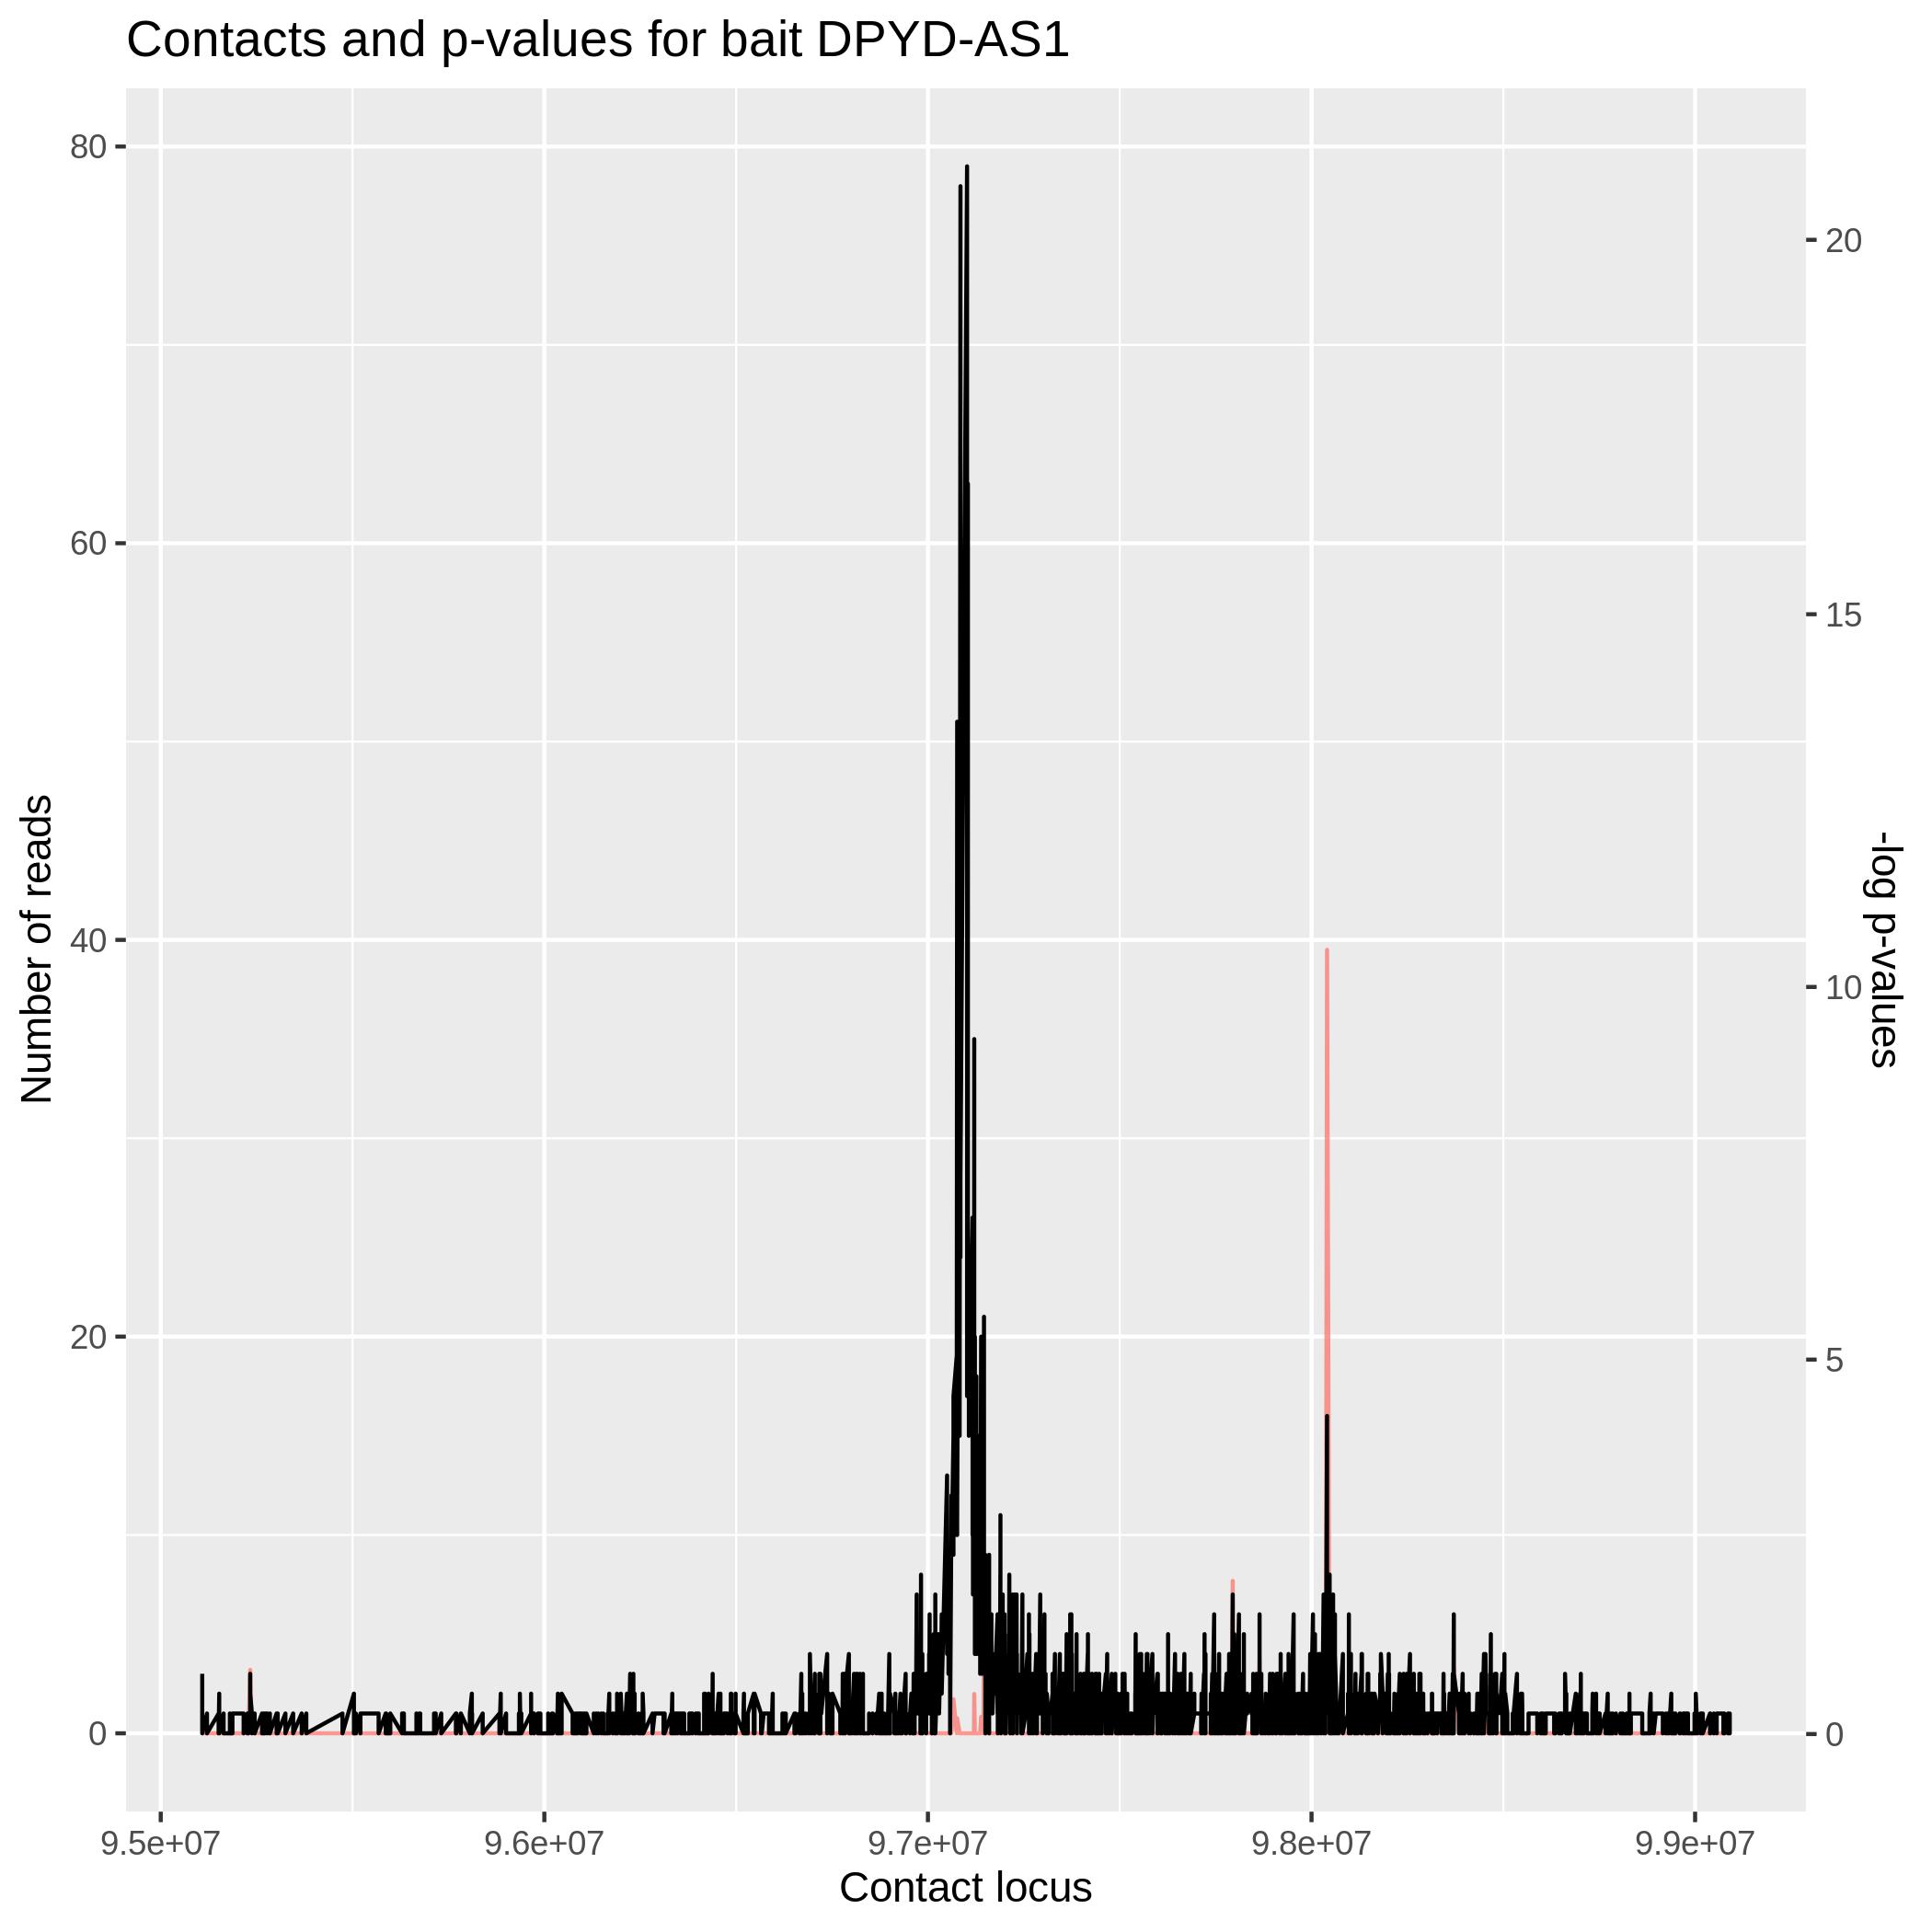 Contacts and p-values for bait DPYD-AS1
80
60
40
20
0
Number of reads
20
15
10
5
0
-log p-values
9.5e+07
9.6e+07
9.7e+07
9.8e+07
9.9e+07
Contact locus